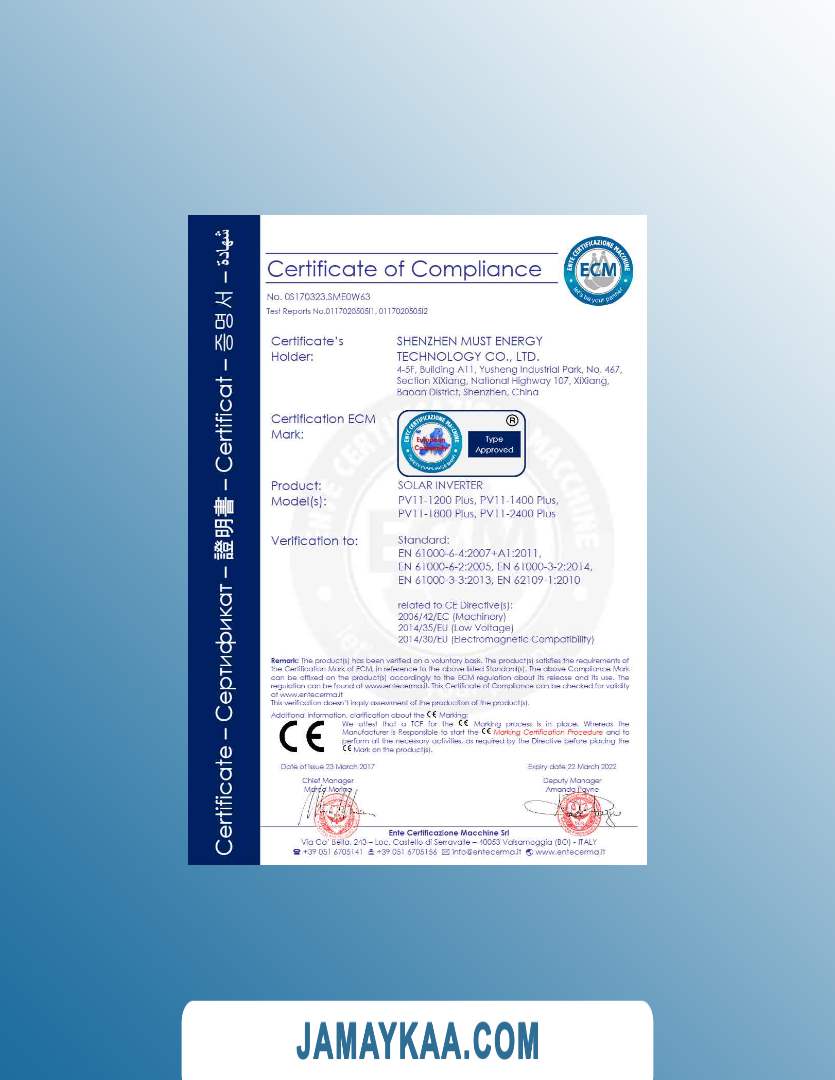 Certificate of Compliance
No. 0S170323.SME0W63
Test Reports No.0117020505I1, 0117020505I2
Certificate – Сертификат – 證明書 – Certificat – 증명서 – شهادة
ENTE CERTIFICAZIONE MACCHINE
ECM
let's be your partner
Certificate's
Holder:
SHENZHEN MUST ENERGY
TECHNOLOGY CO., LTD.
4-5F, Building A11, Yusheng Industrial Park, No. 467,
Section XiXiang, National Highway 107, XiXiang,
Baoan District, Shenzhen, China
Certification ECM
Mark:
ENTE CERTIFICAZIONE MACCHINE
European
Conformity
®
Type
Approved
Product:
SOLAR INVERTER
Model(s):
PV11-1200 Plus, PV11-1400 Plus,
PV11-1800 Plus, PV11-2400 Plus
Verification to:
Standard:
EN 61000-6-4:2007+A1:2011,
EN 61000-6-2:2005, EN 61000-3-2:2014,
EN 61000-3-3:2013, EN 62109-1:2010
related to CE Directive(s):
2006/42/EC (Machinery)
2014/35/EU (Low Voltage)
2014/30/EU (Electromagnetic Compatibility)
Remark: The product(s) has been verified on a voluntary basis. The product(s) satisfies the requirements of
the Certification Mark of ECM, in reference to the above listed Standard(s). The above Compliance Mark
can be affixed on the product(s) accordingly to the ECM regulation about its release and its use. The
regulation can be found at www.entecerma.it. This Certificate of Compliance can be checked for validity
at www.entecerma.it
This verification doesn't imply assessment of the production of the product(s).
Additional information, clarification about the CE Marking:
CE
We attest that a TCF for the CE Marking process is in place. Whereas the
Manufacturer is Responsible to start the CE Marking Certification Procedure and to
perform all the necessary activities, as required by the Directive before placing the
CE Mark on the product(s).
Date of issue 23 March 2017
Expiry date 22 March 2022
Chief Manager
Marco Morina
Deputy Manager
Amanda Payne
Ente Certificazione Macchine Srl
Via Ca' Bella, 243 – Loc. Castello di Serravalle – 40053 Valsamoggia (BO) - ITALY
☎ +39 051 6705141 +39 051 6705156 ✉ info@entecerma.it www.entecerma.it
JAMAYKAA.COM